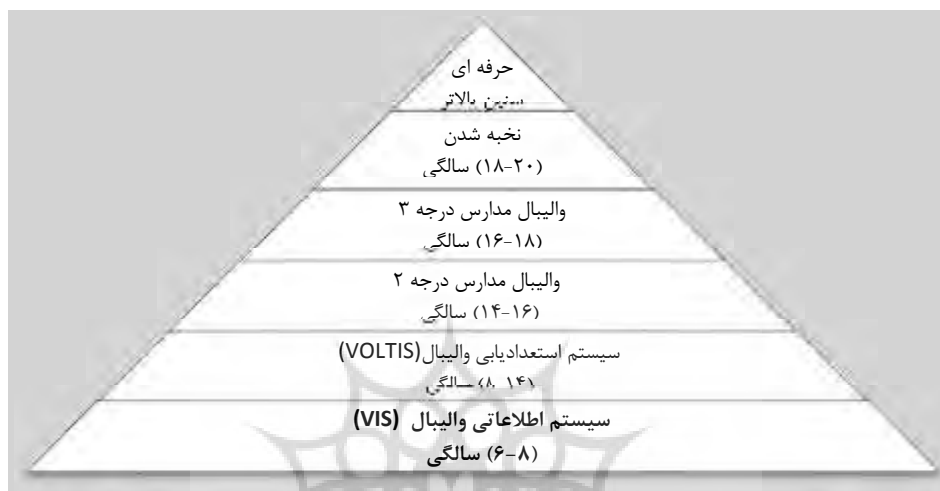 حرفه ای
سنین بالاتر
نخبه شدن
(۱۸-۲۰) سالگی
والیبال مدارس درجه ۳
(۱۶-۱۸) سالگی
والیبال مدارس درجه ۲
(۱۴-۱۶) سالگی
سیستم استعدادیابی والیبال(VOLTIS)
(۸-۱۴) سالگی
سیستم اطلاعاتی والیبال (VIS)
(۶-۸) سالگی